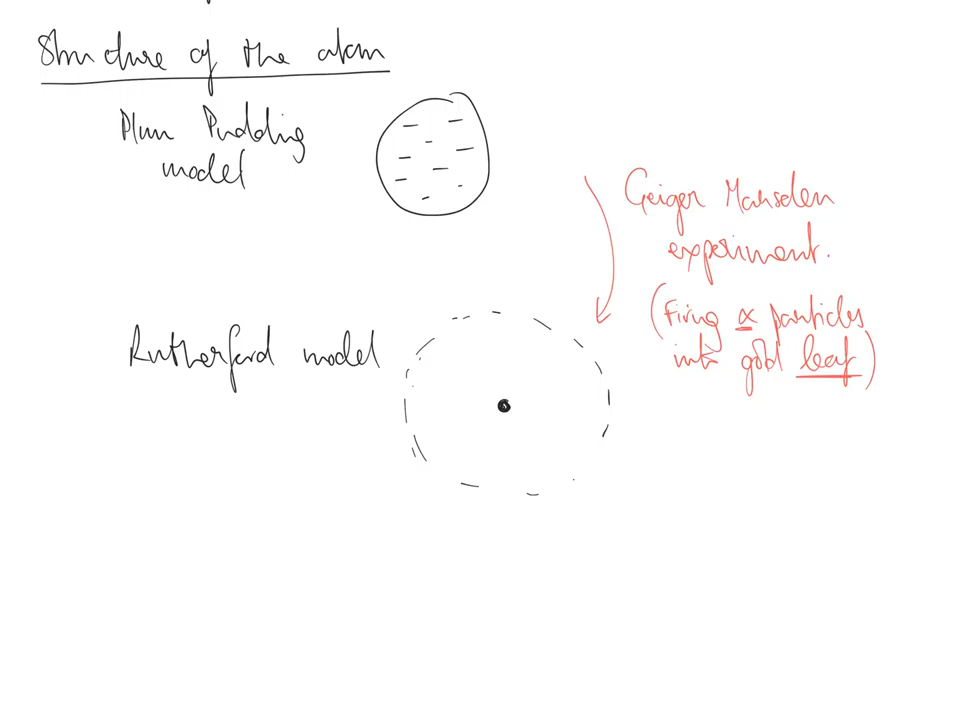 Structure of the atom
Plum Pudding
model
Geiger Marsden
experiment.
(Firing α particles
into gold leaf)
Rutherford model